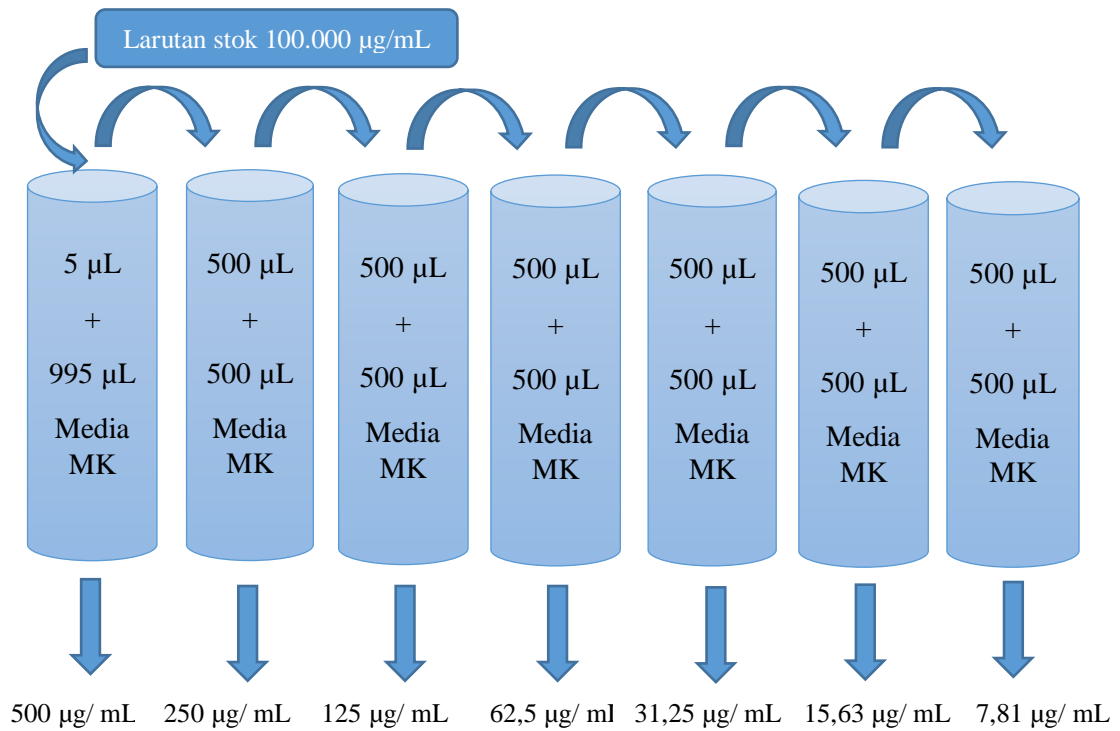 Larutan stok 100.000 µg/mL
5 µL
+
995 µL
Media
MK
500 µL
+
500 µL
Media
MK
500 µL
+
500 µL
Media
MK
500 µL
+
500 µL
Media
MK
500 µL
+
500 µL
Media
MK
500 µL
+
500 µL
Media
MK
500 µL
+
500 µL
Media
MK
500 µg/ mL
250 µg/ mL
125 µg/ mL
62,5 µg/ ml
31,25 µg/ mL
15,63 µg/ mL
7,81 µg/ mL